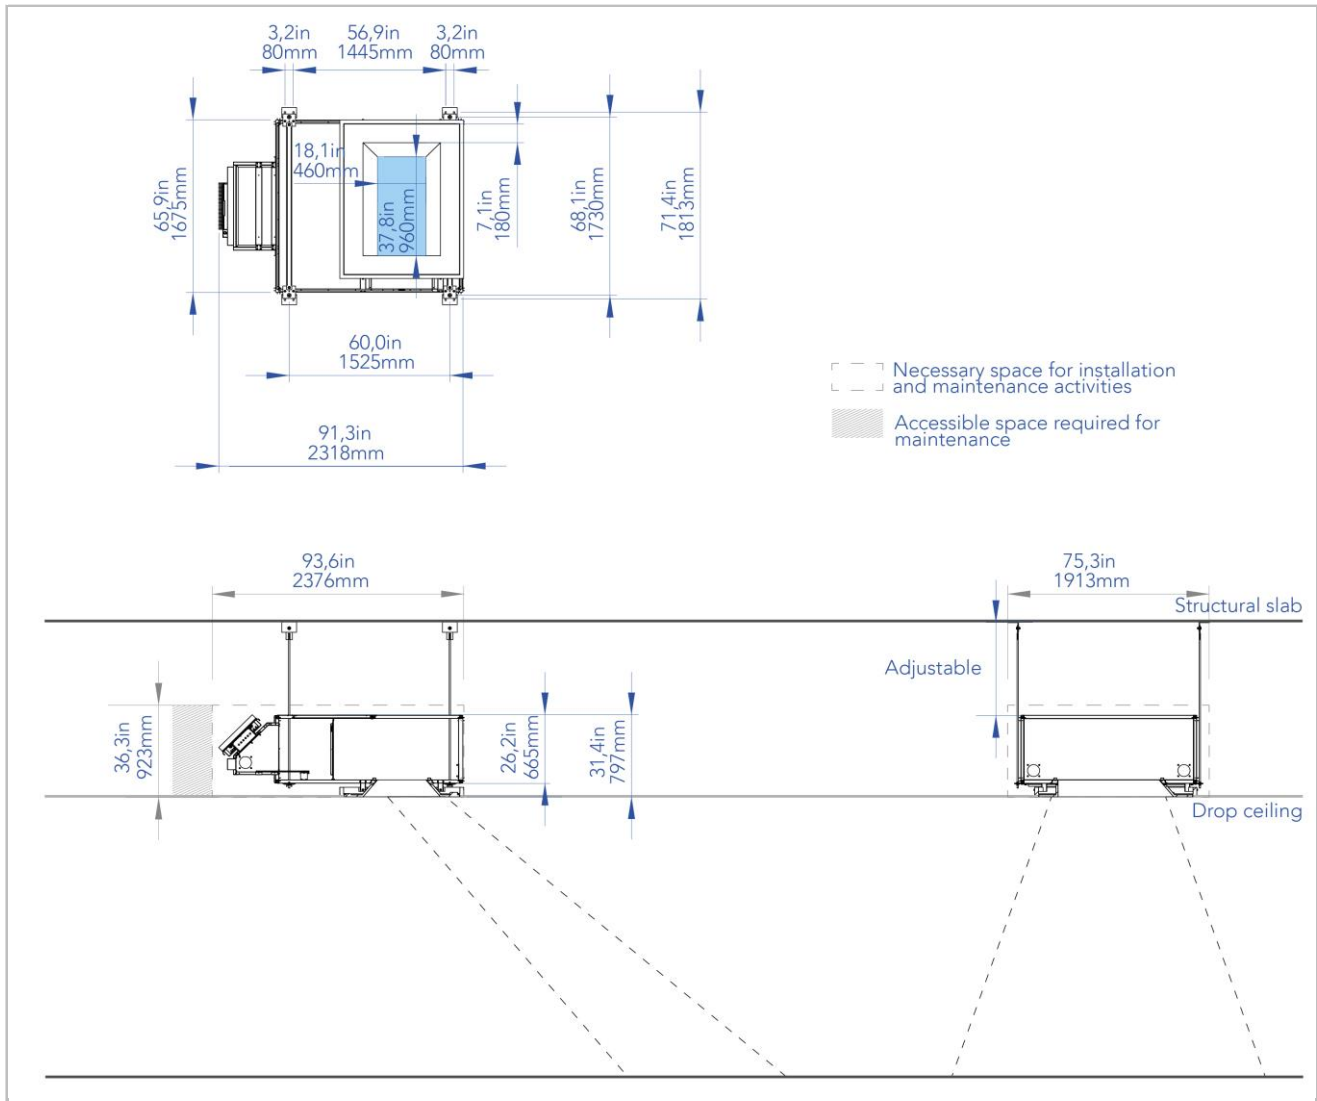 3,2in
80mm
56,9in
1445mm
3,2in
80mm
18,1in
460mm
37,8in
960mm
65,9in
1675mm
7,1in
180mm
68,1in
1730mm
71,4in
1813mm
60,0in
1525mm
91,3in
2318mm
Necessary space for installation
and maintenance activities
Accessible space required for
maintenance
93,6in
2376mm
75,3in
1913mm
Structural slab
Adjustable
36,3in
923mm
26,2in
665mm
31,4in
797mm
Drop ceiling